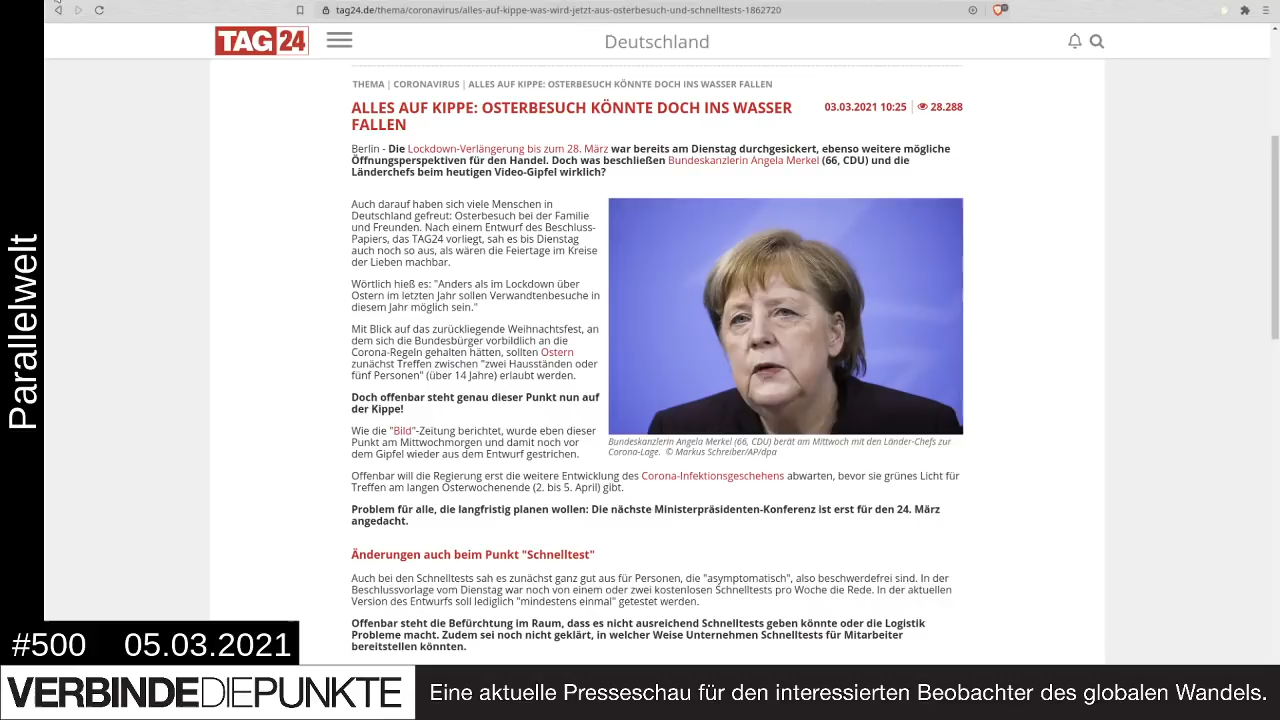 tag24.de/thema/coronavirus/alles-auf-kippe-was-wird-jetzt-aus-osterbesuch-und-schnelltests-1862720
TAG24
Deutschland
THEMA | CORONAVIRUS | ALLES AUF KIPPE: OSTERBESUCH KÖNNTE DOCH INS WASSER FALLEN
ALLES AUF KIPPE: OSTERBESUCH KÖNNTE DOCH INS WASSER
FALLEN
03.03.2021 10:25 | 28.288
Berlin - Die Lockdown-Verlängerung bis zum 28. März war bereits am Dienstag durchgesickert, ebenso weitere mögliche
Öffnungsperspektiven für den Handel. Doch was beschließen Bundeskanzlerin Angela Merkel (66, CDU) und die
Länderchefs beim heutigen Video-Gipfel wirklich?
Auch darauf haben sich viele Menschen in
Deutschland gefreut: Osterbesuch bei der Familie
und Freunden. Nach einem Entwurf des Beschluss-
Papiers, das TAG24 vorliegt, sah es bis Dienstag
auch noch so aus, als wären die Feiertage im Kreise
der Lieben machbar.
Wörtlich hieß es: "Anders als im Lockdown über
Ostern im letzten Jahr sollen Verwandtenbesuche in
diesem Jahr möglich sein."
Mit Blick auf das zurückliegende Weihnachtsfest, an
dem sich die Bundesbürger vorbildlich an die
Corona-Regeln gehalten hätten, sollten Ostern
zunächst Treffen zwischen "zwei Hausständen oder
fünf Personen" (über 14 Jahre) erlaubt werden.
Doch offenbar steht genau dieser Punkt nun auf
der Kippe!
Wie die "Bild"-Zeitung berichtet, wurde eben dieser
Punkt am Mittwochmorgen und damit noch vor
dem Gipfel wieder aus dem Entwurf gestrichen.
Bundeskanzlerin Angela Merkel (66, CDU) berät am Mittwoch mit den Länder-Chefs zur
Corona-Lage. © Markus Schreiber/AP/dpa
Offenbar will die Regierung erst die weitere Entwicklung des Corona-Infektionsgeschehens abwarten, bevor sie grünes Licht für
Treffen am langen Osterwochenende (2. bis 5. April) gibt.
Problem für alle, die langfristig planen wollen: Die nächste Ministerpräsidenten-Konferenz ist erst für den 24. März
angedacht.
Änderungen auch beim Punkt "Schnelltest"
Auch bei den Schnelltests sah es zunächst ganz gut aus für Personen, die "asymptomatisch", also beschwerdefrei sind. In der
Beschlussvorlage vom Dienstag war noch von einem oder zwei kostenlosen Schnelltests pro Woche die Rede. In der aktuellen
Version des Entwurfs soll lediglich "mindestens einmal" getestet werden.
Offenbar steht die Befürchtung im Raum, dass es nicht ausreichend Schnelltests geben könnte oder die Logistik
Probleme macht. Zudem sei noch nicht geklärt, in welcher Weise Unternehmen Schnelltests für Mitarbeiter
bereitstellen könnten.
Parallelwelt
#500 05.03.2021
VERBINDEDIEPUNKTE
Eine aktuelle Presseschau für den interessierten Beobachter des globalen Wandels.